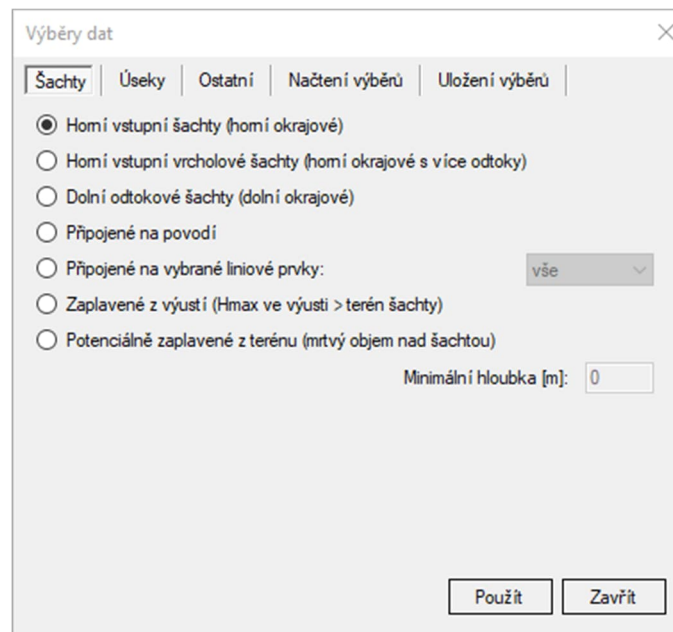 Výběry dat
Šachty Úseky Ostatní Načtení výběrů Uložení výběrů
Horní vstupní šachty (horní okrajové)
Horní vstupní vrcholové šachty (horní okrajové s více odtoky)
Dolní odtokové šachty (dolní okrajové)
Připojené na povodí
Připojené na vybrané liniové prvky: vše
Zaplavené z výustí (Hmax ve výusti > terén šachty)
Potenciálně zaplavené z terénu (mrtvý objem nad šachtou)
Minimální hloubka [m]: 0
Použít Zavřít